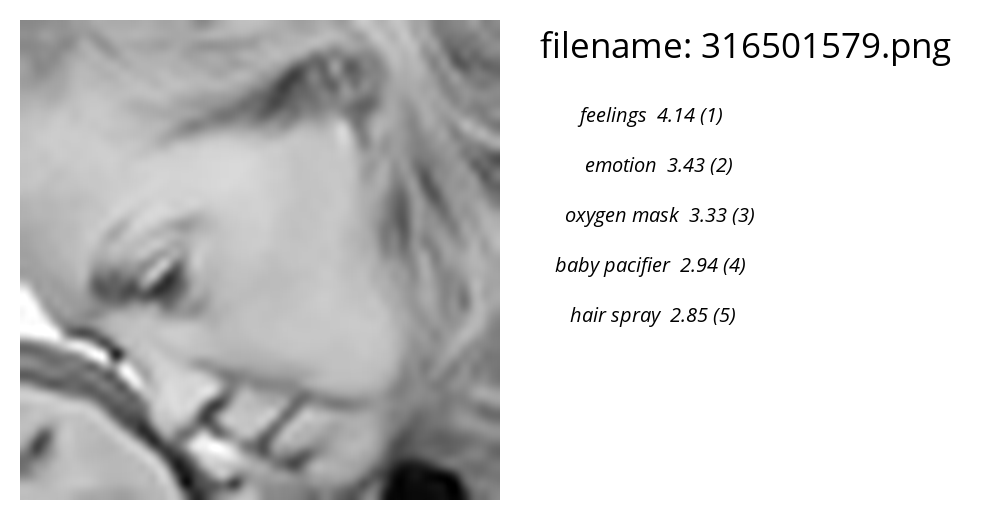 filename: 316501579.png
feelings 4.14 (1)
emotion 3.43 (2)
oxygen mask 3.33 (3)
baby pacifier 2.94 (4)
hair spray 2.85 (5)